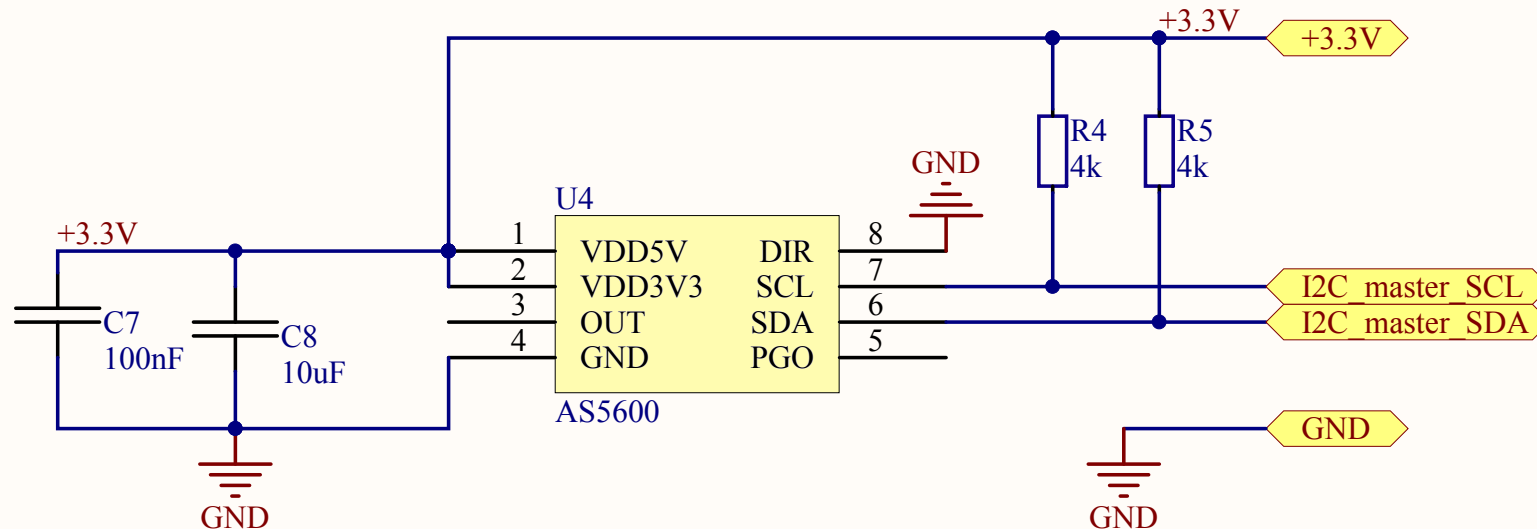 +3.3V
+3.3V
R4
4k
R5
4k
GND
U4
+3.3V
1
VDD5V
DIR
8
2
VDD3V3
SCL
7
I2C_master_SCL
3
OUT
SDA
6
I2C_master_SDA
4
GND
PGO
5
C7
100nF
C8
10uF
AS5600
GND
GND
GND